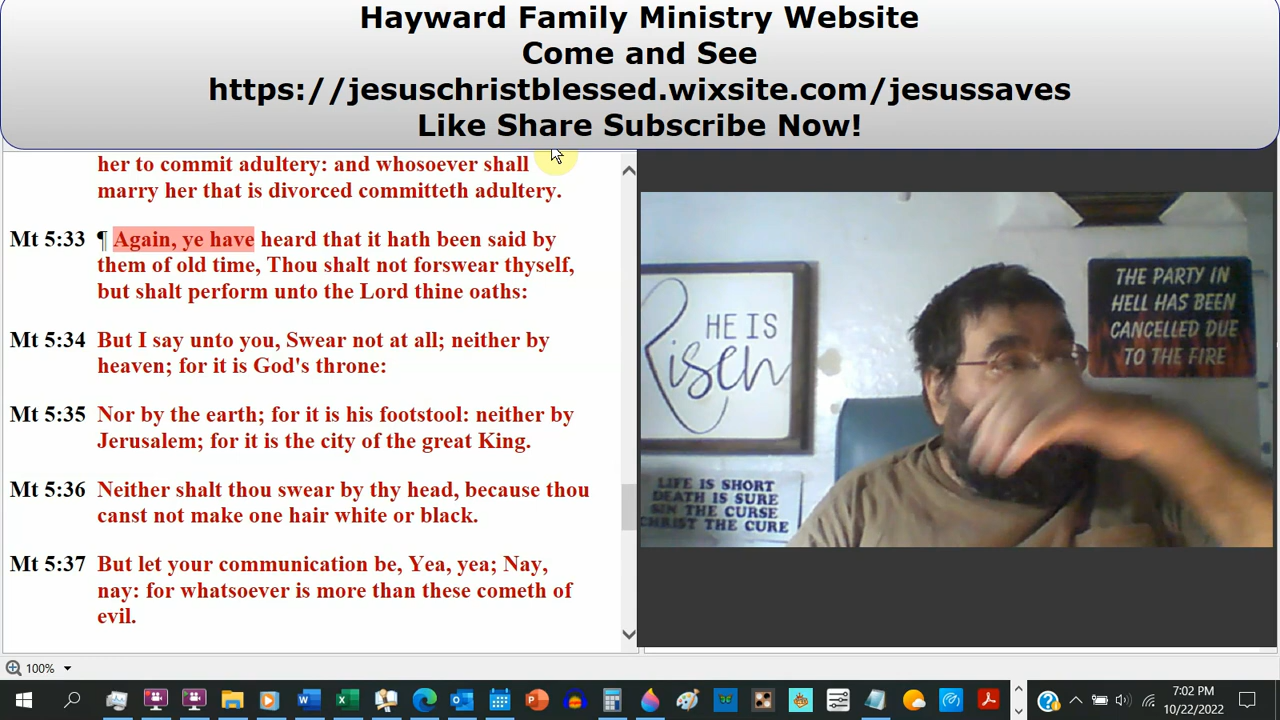 Hayward Family Ministry Website
Come and See
https://jesuschristblessed.wixsite.com/jesussaves
Like Share Subscribe Now!
her to commit adultery: and whosoever shall
marry her that is divorced committeth adultery.
Mt 5:33 ¶ Again, ye have heard that it hath been said by
them of old time, Thou shalt not forswear thyself,
but shalt perform unto the Lord thine oaths:
Mt 5:34 But I say unto you, Swear not at all; neither by
heaven; for it is God's throne:
Mt 5:35 Nor by the earth; for it is his footstool: neither by
Jerusalem; for it is the city of the great King.
Mt 5:36 Neither shalt thou swear by thy head, because thou
canst not make one hair white or black.
Mt 5:37 But let your communication be, Yea, yea; Nay,
nay: for whatsoever is more than these cometh of
evil.
HE IS
Risen
LIFE IS SHORT
DEATH IS SURE
SIN THE CURSE
CHRIST THE CURE
THE PARTY IN
HELL HAS BEEN
CANCELLED DUE
TO THE FIRE
100%
7:02 PM
10/22/2022